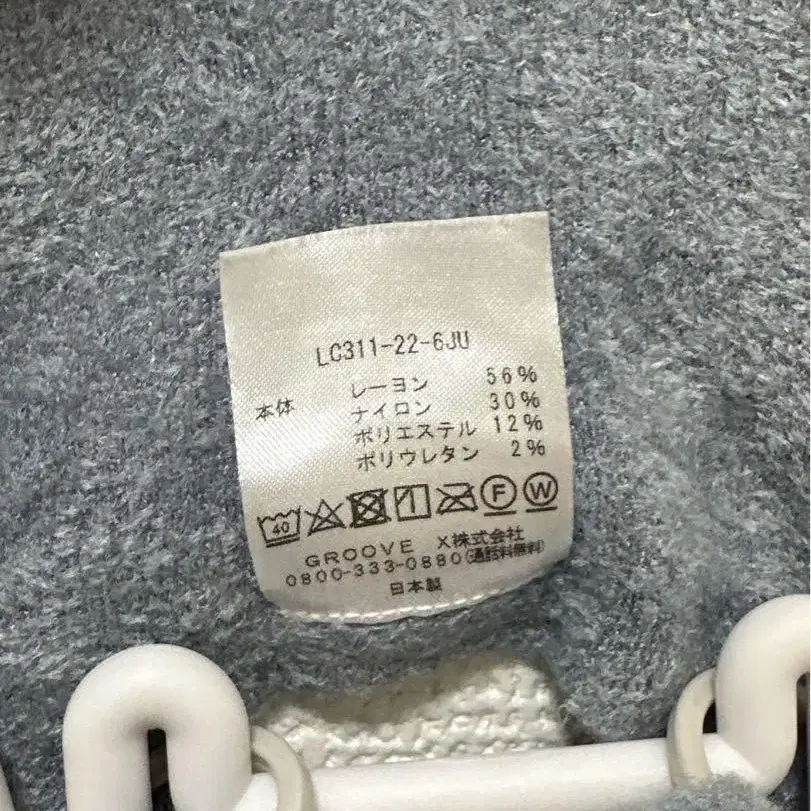 LC311-22-6JU
本体
レーヨン 56%
ナイロン 30%
ポリエステル 12%
ポリウレタン 2%
40
F W
GROOVE X株式会社
0800-333-0880(通話料無料)
日本製